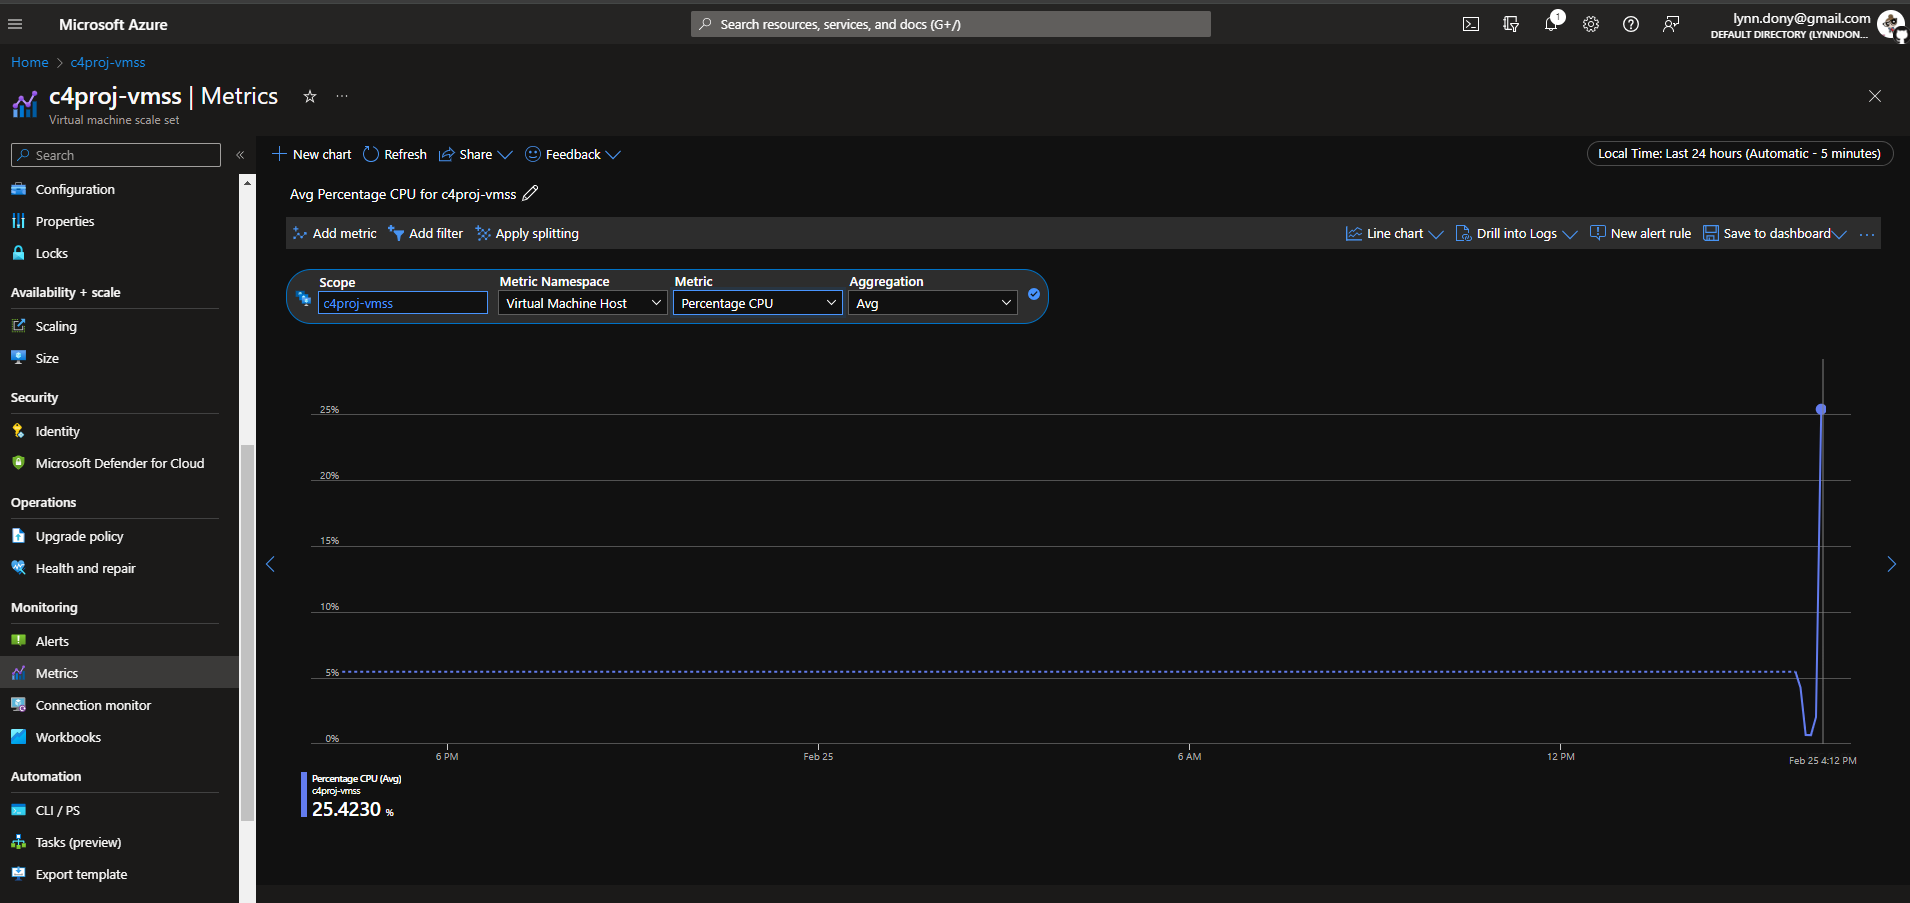 Microsoft Azure
Search resources, services, and docs (G+/)
1
lynn.dony@gmail.com
DEFAULT DIRECTORY (LYNNDON...
Home > c4proj-vmss
c4proj-vmss | Metrics
Virtual machine scale set
Search
Configuration
Properties
Locks
Availability + scale
Scaling
Size
Security
Identity
Microsoft Defender for Cloud
Operations
Upgrade policy
Health and repair
Monitoring
Alerts
Metrics
Connection monitor
Workbooks
Automation
CLI / PS
Tasks (preview)
Export template
New chart Refresh Share Feedback
Local Time: Last 24 hours (Automatic - 5 minutes)
Avg Percentage CPU for c4proj-vmss
Add metric Add filter Apply splitting
Line chart Drill into Logs New alert rule Save to dashboard
Scope Metric Namespace Metric Aggregation
c4proj-vmss Virtual Machine Host Percentage CPU Avg
25%
20%
15%
10%
5%
0%
6 PM Feb 25 6 AM 12 PM Feb 25 4:12 PM
Percentage CPU (Avg)
c4proj-vmss
25.4230 %